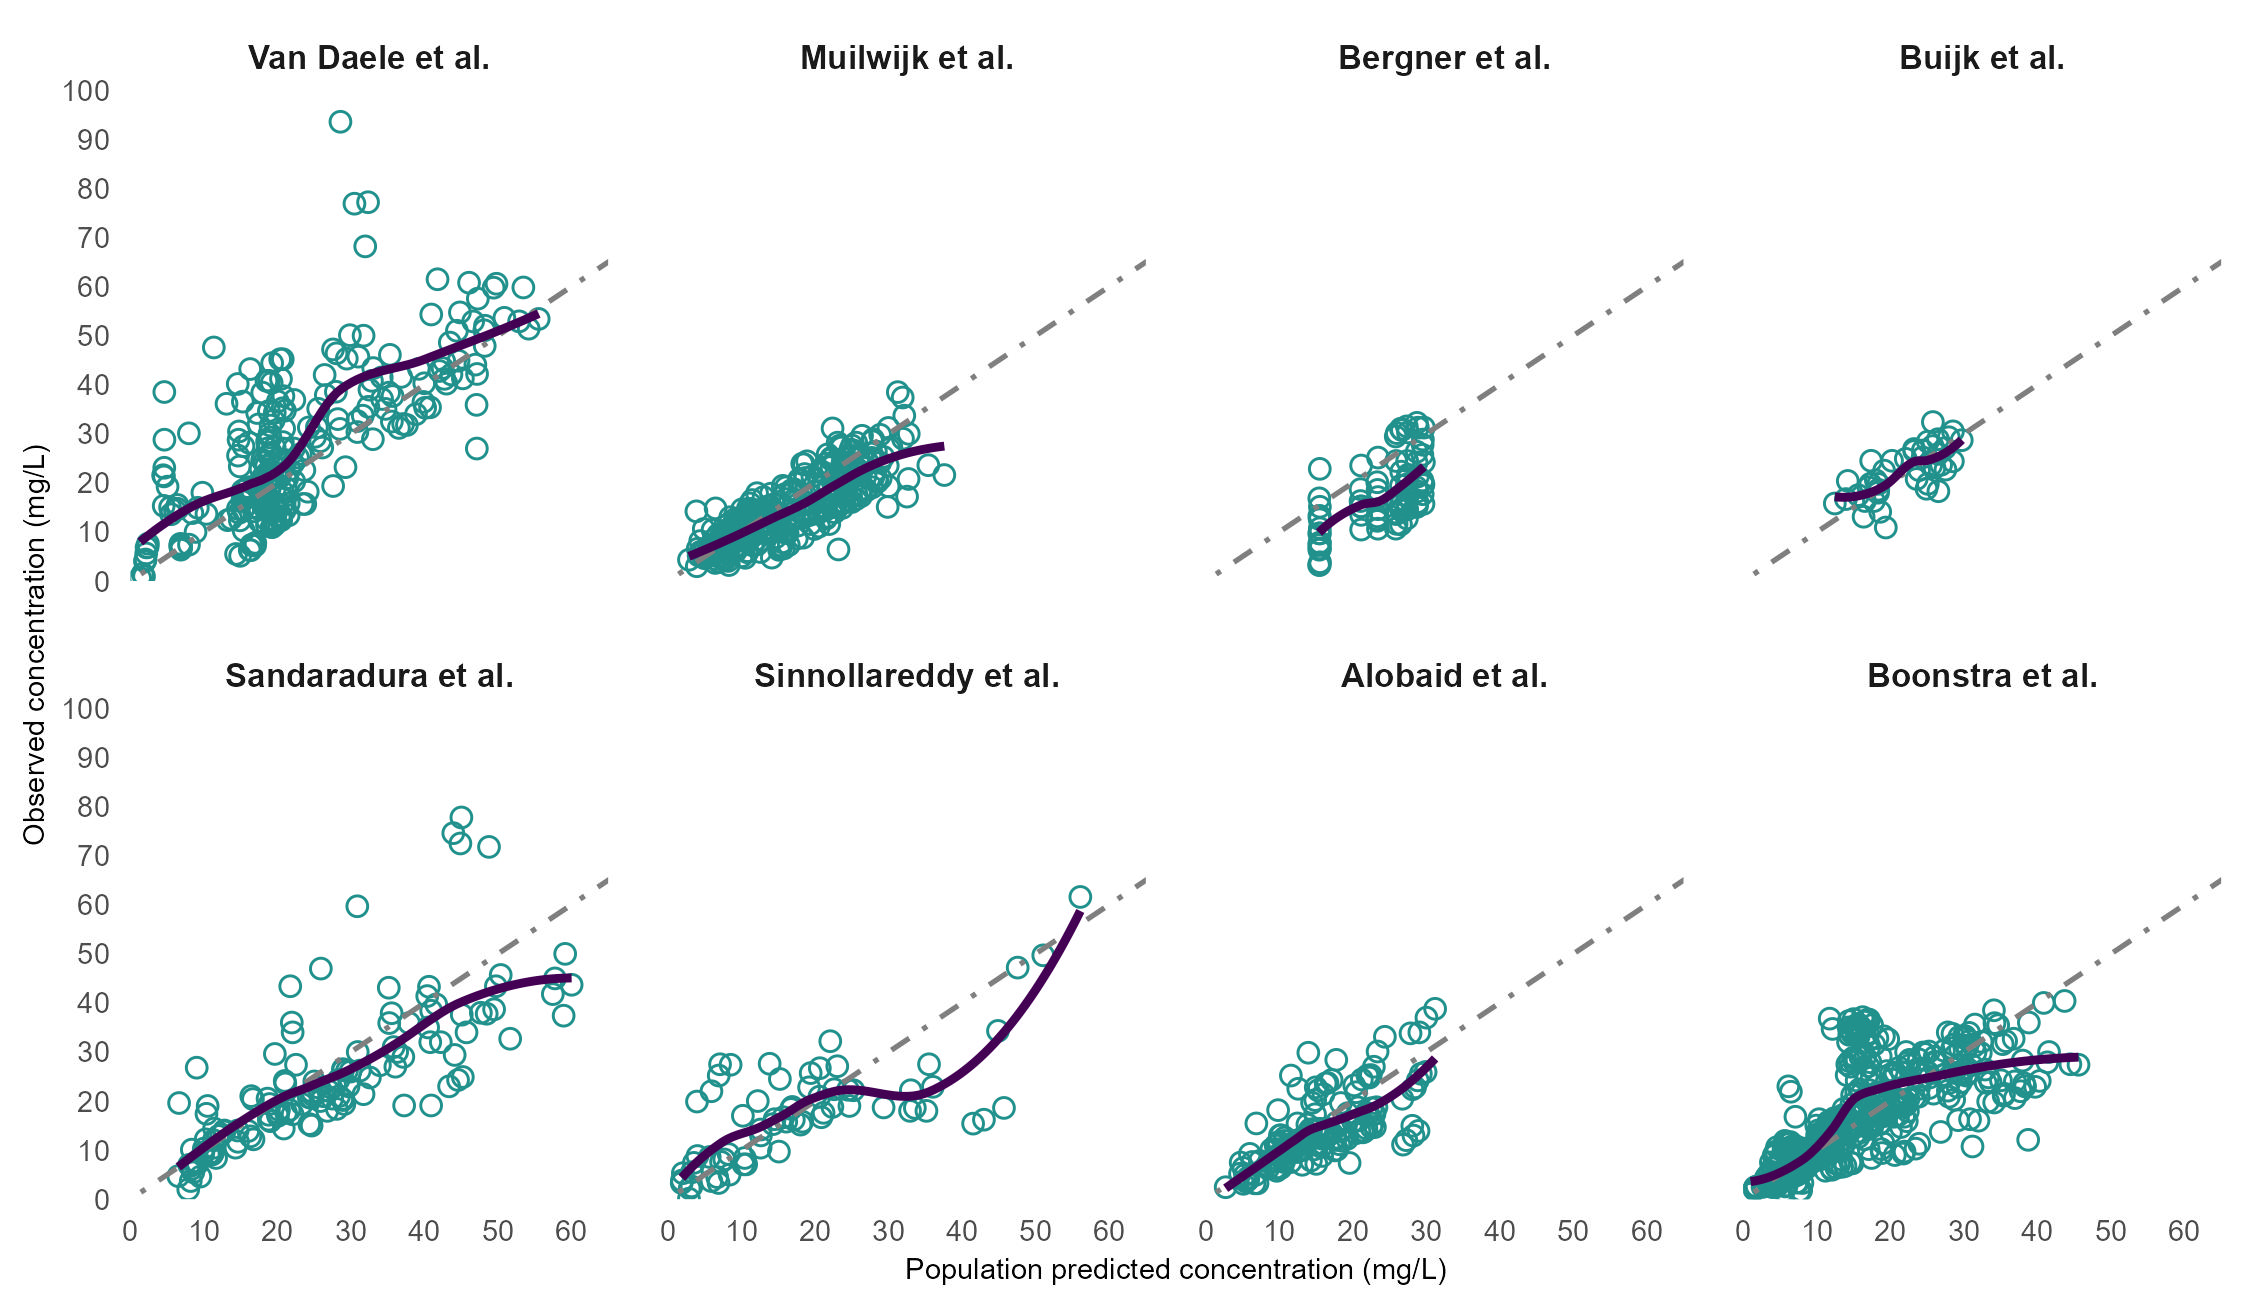 Van Daele et al.
Muilwijk et al.
Bergner et al.
Buijk et al.
100
90
80
70
60
50
40
30
20
10
0
Observed concentration (mg/L)
Sandaradura et al.
Sinnollareddy et al.
Alobaid et al.
Boonstra et al.
100
90
80
70
60
50
40
30
20
10
0
0 10 20 30 40 50 60
0 10 20 30 40 50 60
0 10 20 30 40 50 60
0 10 20 30 40 50 60
Population predicted concentration (mg/L)